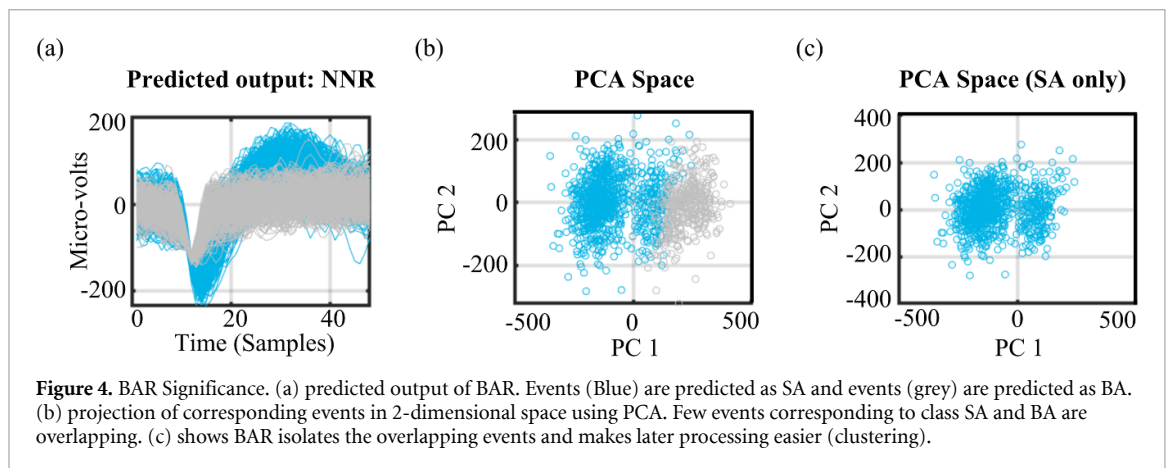 (a)
Predicted output: NNR
200
0
-200
Micro-volts
0
20
40
Time (Samples)
(b)
PCA Space
200
0
-200
PC 2
-500
0
500
PC 1
(c)
PCA Space (SA only)
400
200
0
-200
-400
PC 2
-500
0
500
PC 1
Figure 4. BAR Significance. (a) predicted output of BAR. Events (Blue) are predicted as SA and events (grey) are predicted as BA.
(b) projection of corresponding events in 2-dimensional space using PCA. Few events corresponding to class SA and BA are
overlapping. (c) shows BAR isolates the overlapping events and makes later processing easier (clustering).